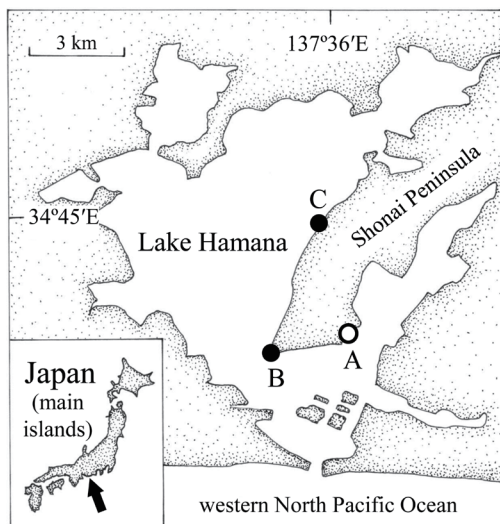 3 km
137º36′E
34º45′E
Lake Hamana
Shonai Peninsula
C
A
B
Japan
(main
islands)
western North Pacific Ocean